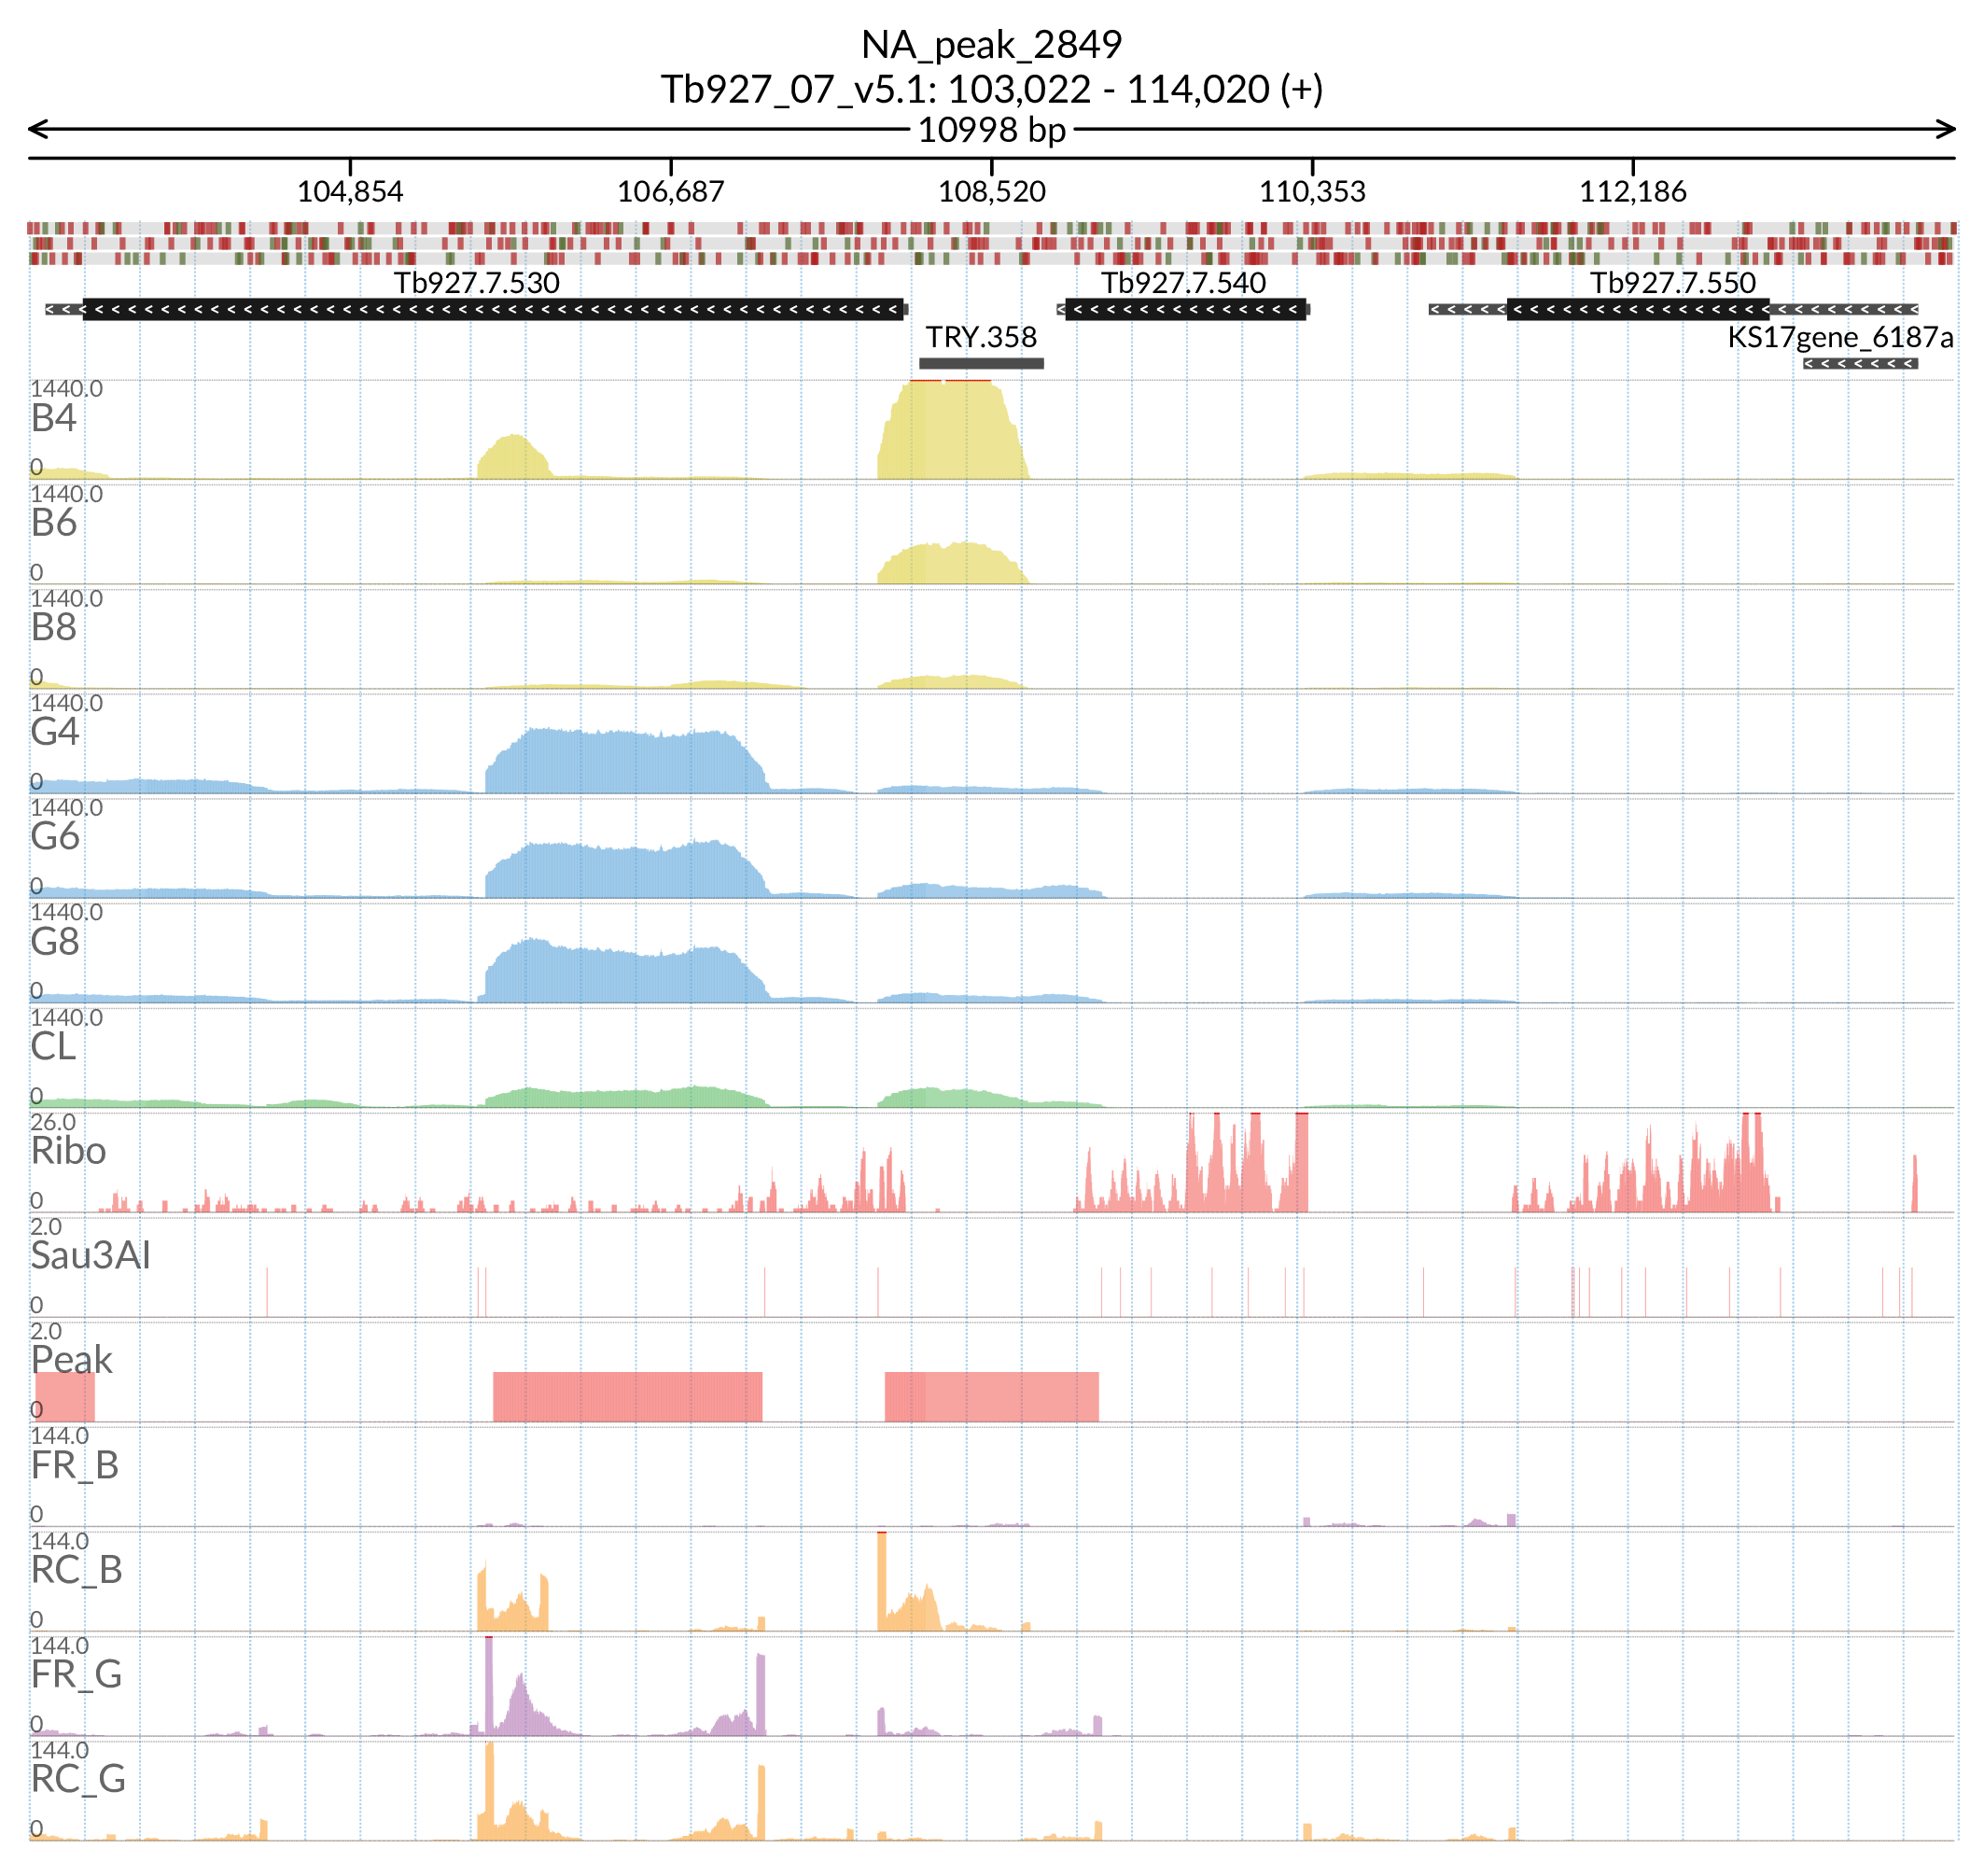 NA_peak_2849
Tb927_07_v5.1: 103,022 - 114,020 (+)
10998 bp
104,854 106,687 108,520 110,353 112,186
Tb927.7.530 Tb927.7.540 Tb927.7.550
TRY.358 KS17gene_6187a
1440.0
B4
0
1440.0
B6
0
1440.0
B8
0
1440.0
G4
0
1440.0
G6
0
1440.0
G8
0
1440.0
CL
0
26.0
Ribo
0
2.0
Sau3AI
0
2.0
Peak
0
144.0
FR_B
0
144.0
RC_B
0
144.0
FR_G
0
144.0
RC_G
0